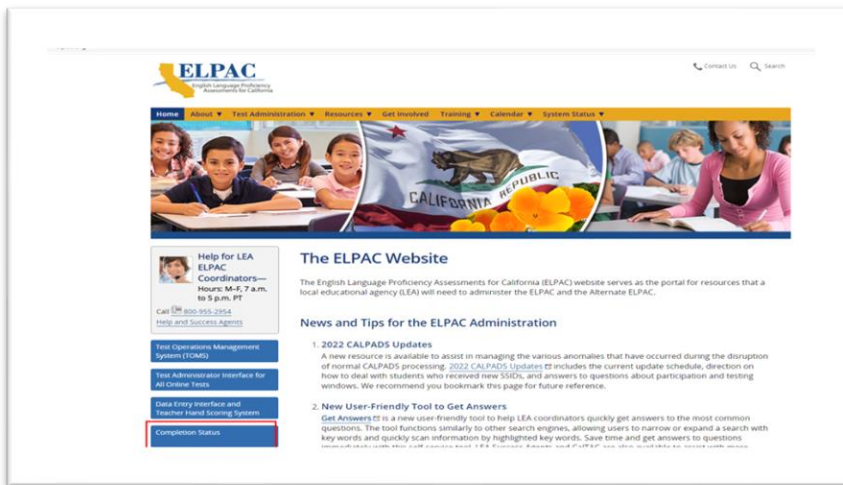 ELPAC
English Language Proficiency
Assessments for California
Contact Us
Search
Home About ▼ Test Administration ▼ Resources ▼ Get Involved Training ▼ Calendar ▼ System Status ▼
CALIFORNIA REPUBLIC
Help for LEA
ELPAC
Coordinators—
Hours: M–F, 7 a.m.
to 5 p.m. PT
Call 800-955-2954
Help and Success Agents
Test Operations Management
System (TOMS)
Test Administrator Interface for
All Online Tests
Data Entry Interface and
Teacher Hand Scoring System
Completion Status
The ELPAC Website
The English Language Proficiency Assessments for California (ELPAC) website serves as the portal for resources that a
local educational agency (LEA) will need to administer the ELPAC and the Alternate ELPAC.
News and Tips for the ELPAC Administration
1. 2022 CALPADS Updates
A new resource is available to assist in managing the various anomalies that have occurred during the disruption
of normal CALPADS processing. 2022 CALPADS Updates includes the current update schedule, direction on
how to deal with students who received new SSIDs, and answers to questions about participation and testing
windows. We recommend you bookmark this page for future reference.
2. New User-Friendly Tool to Get Answers
Get Answers is a new user-friendly tool to help LEA coordinators quickly get answers to the most common
questions. The tool functions similarly to other search engines, allowing users to narrow or expand a search with
key words and quickly scan information by highlighted key words. Save time and get answers to questions